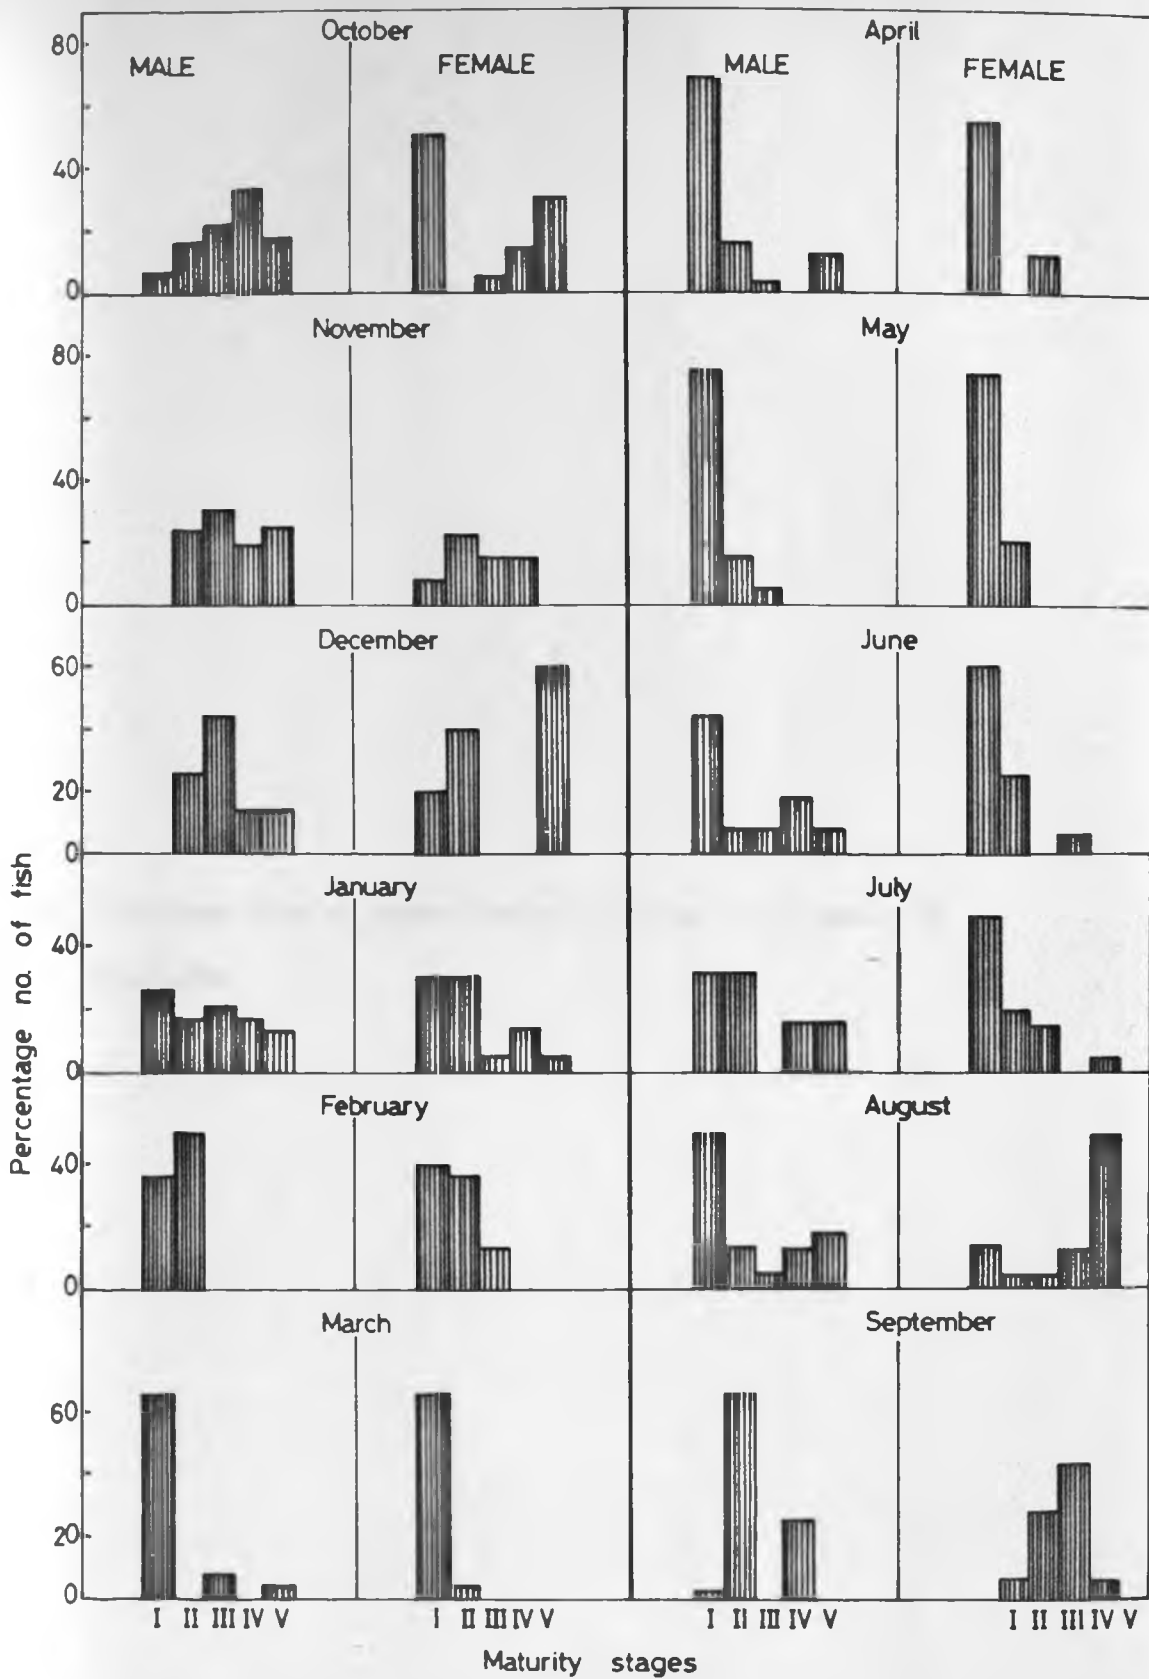 October
April
MALE
FEMALE
MALE
FEMALE
80
40
0
November
May
80
40
0
December
June
60
20
0
January
July
40
0
February
August
40
0
March
September
60
20
0
I II III IV V
I II III IV V
I II III IV V
I II III IV V
Maturity stages
Percentage no. of fish